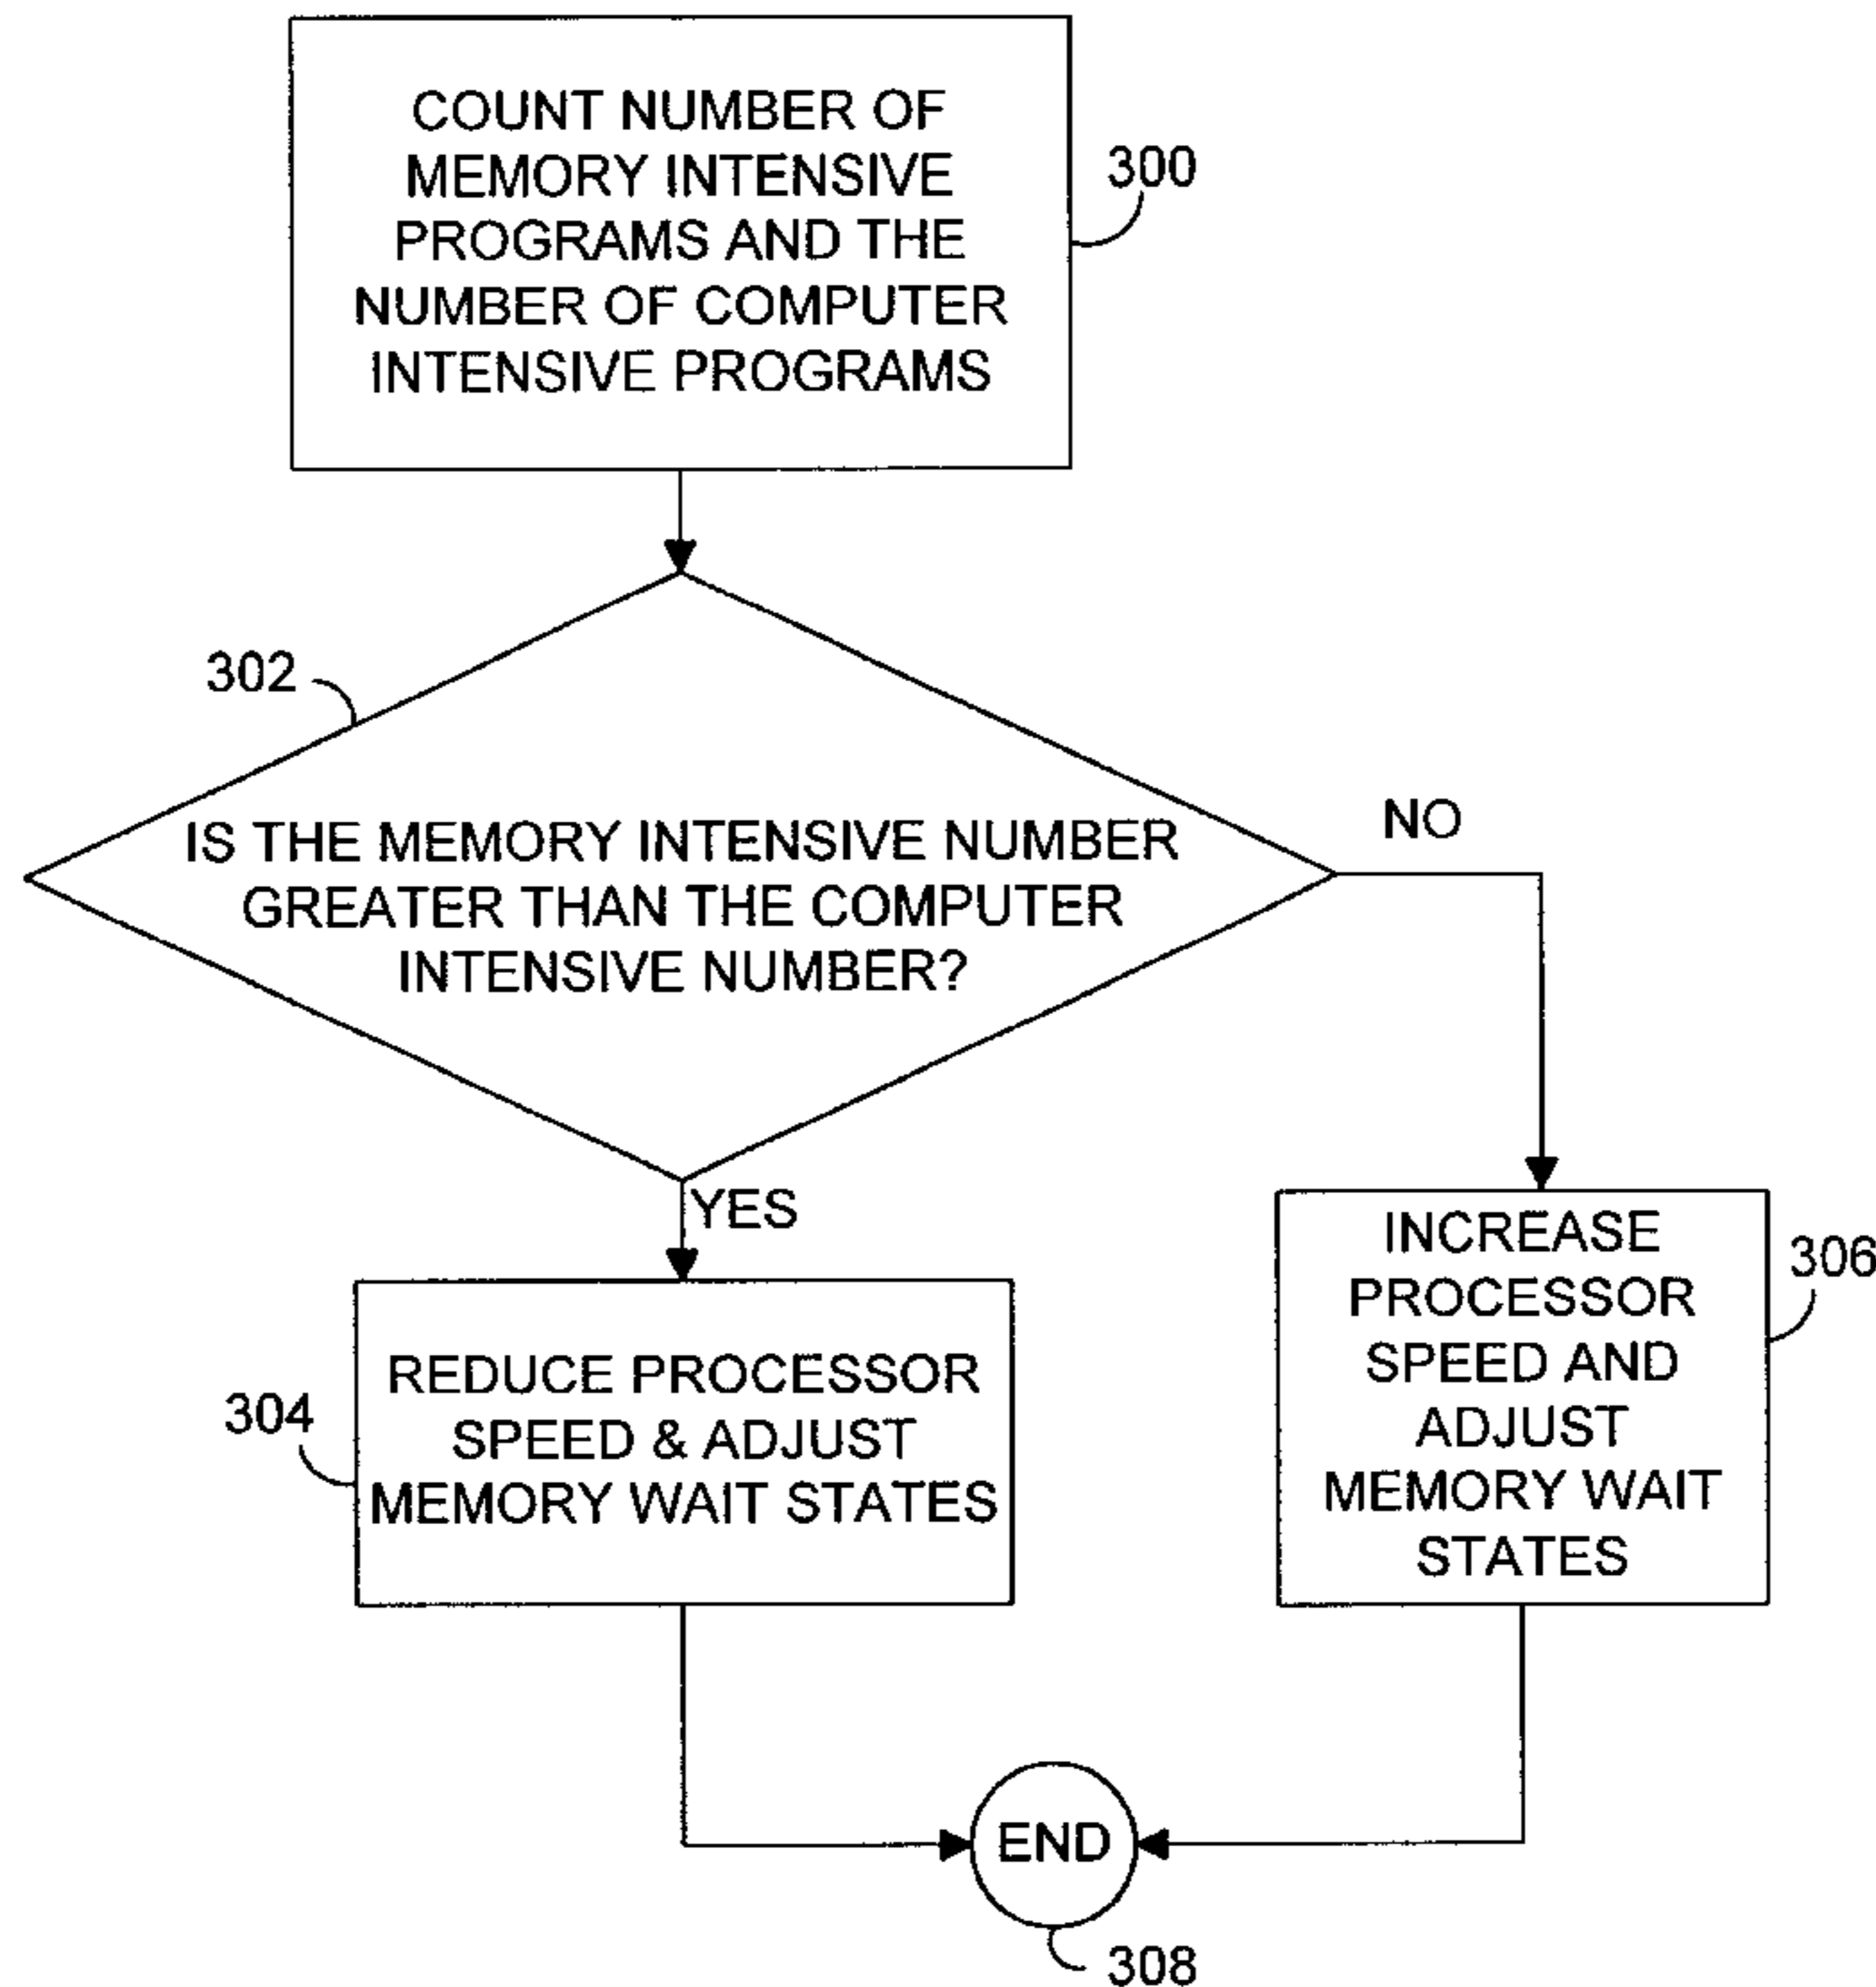 COUNT NUMBER OF
MEMORY INTENSIVE
PROGRAMS AND THE
NUMBER OF COMPUTER
INTENSIVE PROGRAMS
300
302
IS THE MEMORY INTENSIVE NUMBER
GREATER THAN THE COMPUTER
INTENSIVE NUMBER?
NO
YES
REDUCE PROCESSOR
SPEED & ADJUST
MEMORY WAIT STATES
304
INCREASE
PROCESSOR
SPEED AND
ADJUST
MEMORY WAIT
STATES
306
END
308